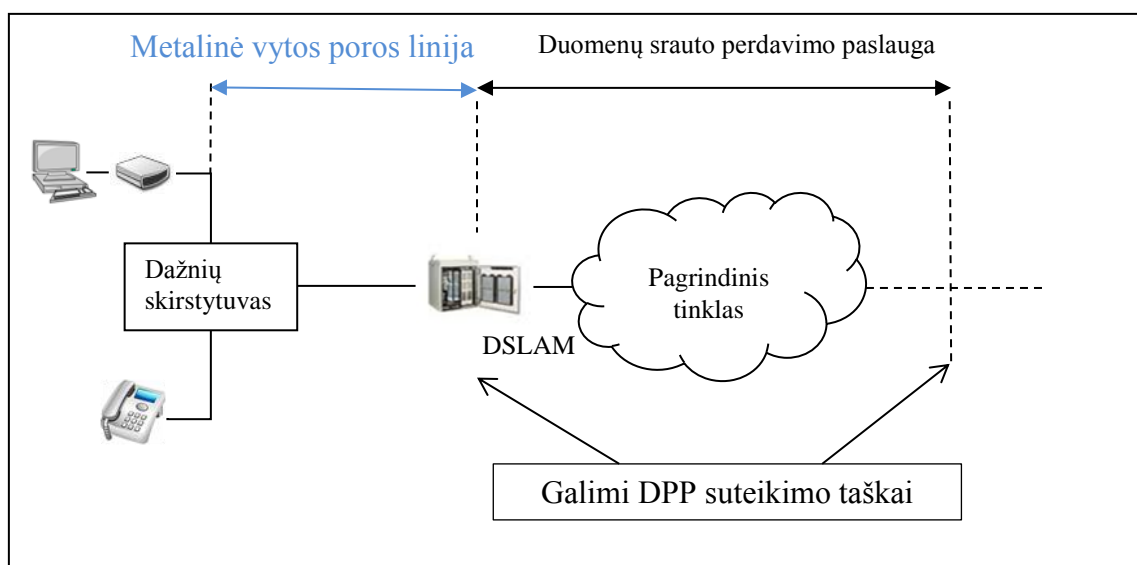 Metalinė vytos poros linija
Duomenų srauto perdavimo paslauga
Dažnių
skirstytuvas
DSLAM
Pagrindinis
tinklas
Galimi DPP suteikimo taškai